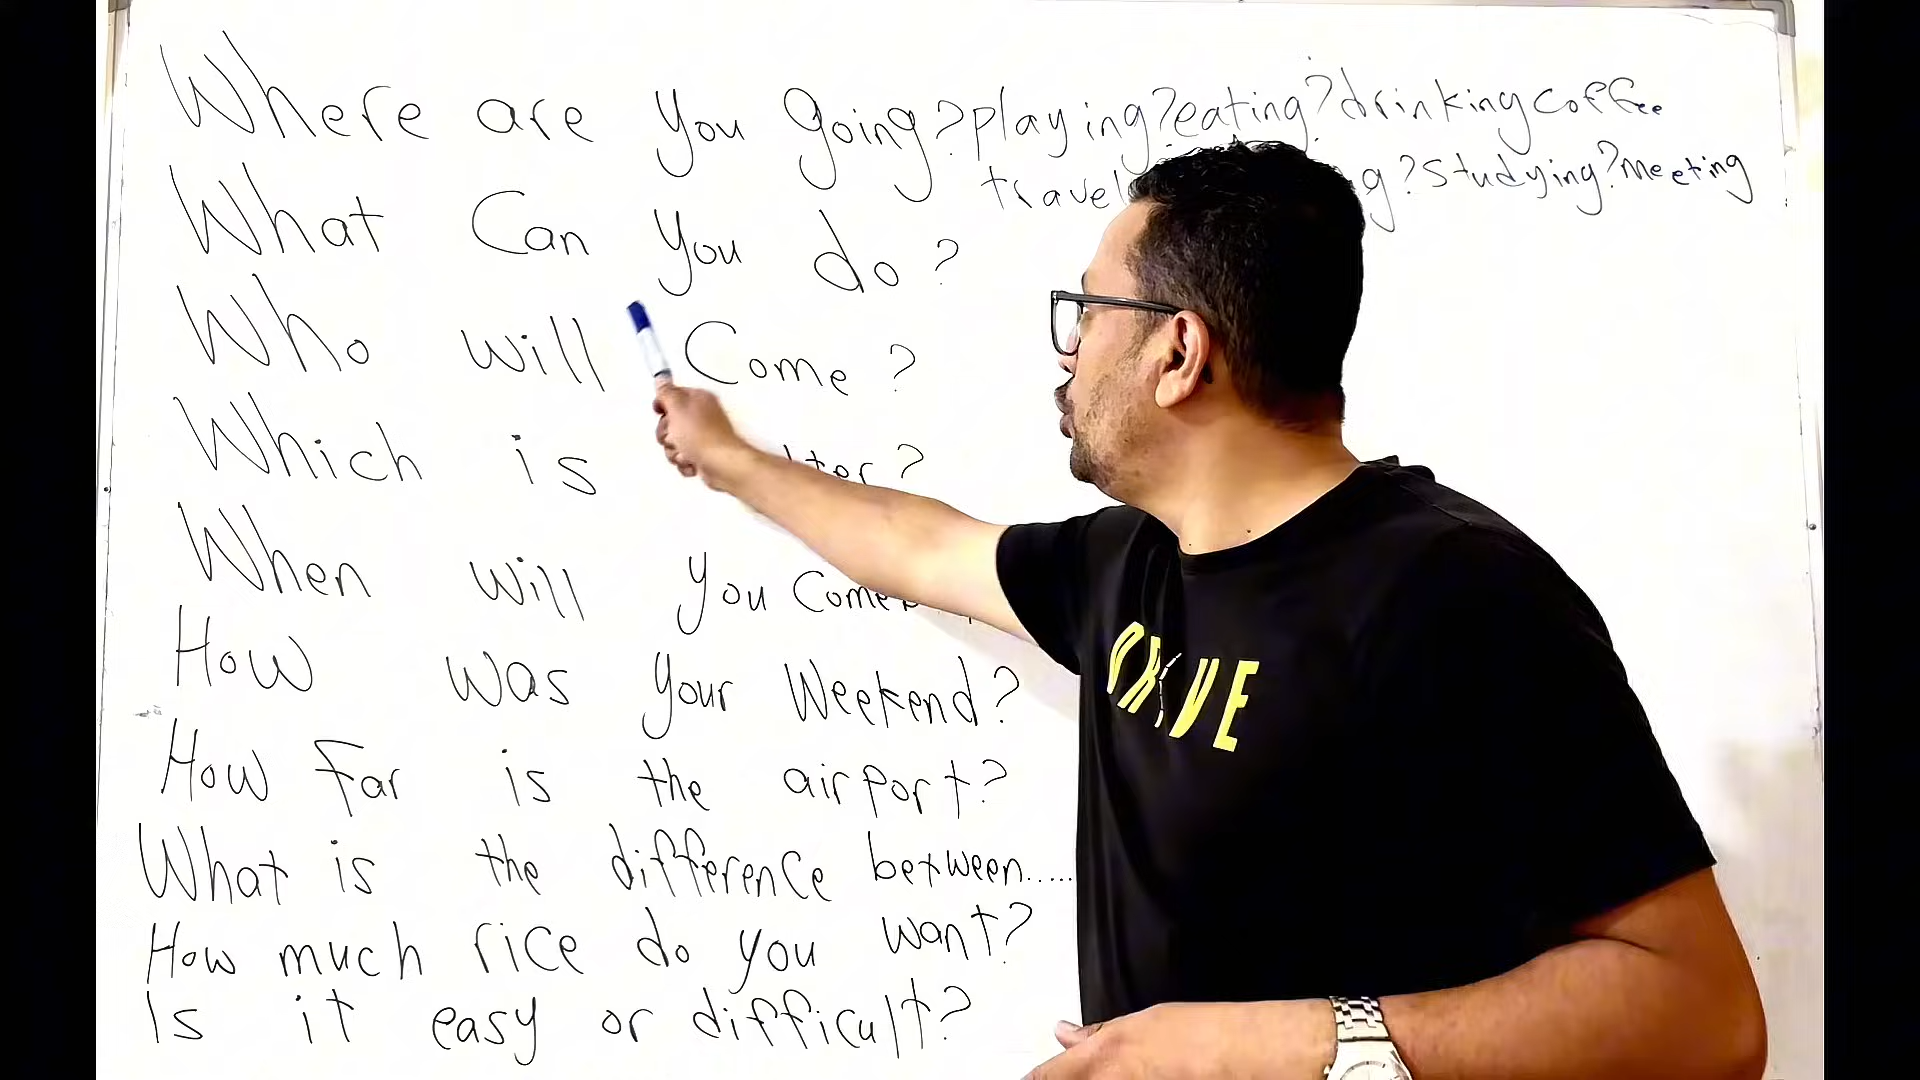 Where are you going? playing? eating? drinking coffee
g? Studying? Meeting
What Can you do?
Who will Come?
Which is
When will you Come
How was your Weekend?
How Far is the airport?
What is the difference between.....
How much rice do you want?
Is it easy or difficult?
DRIVE